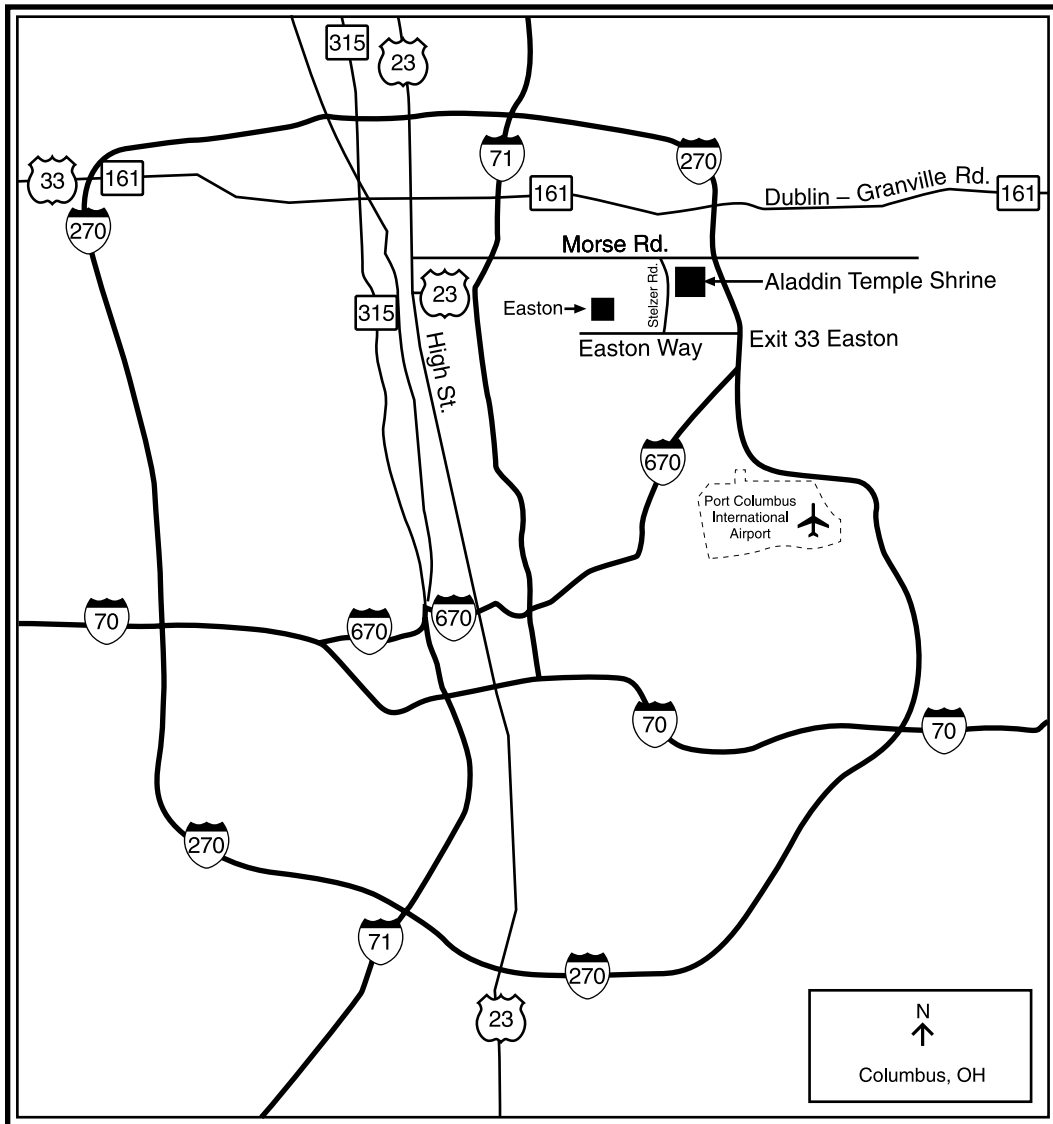 315
23
71
270
33
161
161
Dublin – Granville Rd.
161
270
Morse Rd.
Aladdin Temple Shrine
23
Stelzer Rd.
315
Easton
High St.
Easton Way
Exit 33 Easton
670
Port Columbus
International
Airport
70
670
670
70
70
270
71
270
23
N
Columbus, OH